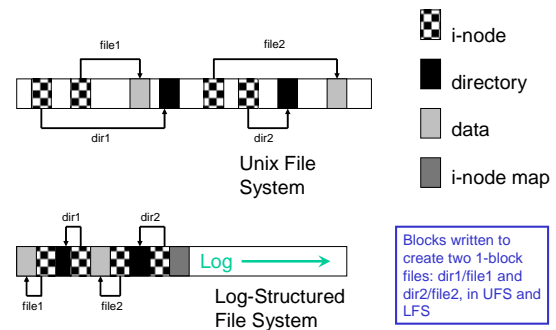 file1
file2
dir1
dir2
Unix File
System
i-node
directory
data
i-node map
dir1
dir2
file1
file2
Log
Log-Structured
File System
Blocks written to
create two 1-block
files: dir1/file1 and
dir2/file2, in UFS and
LFS